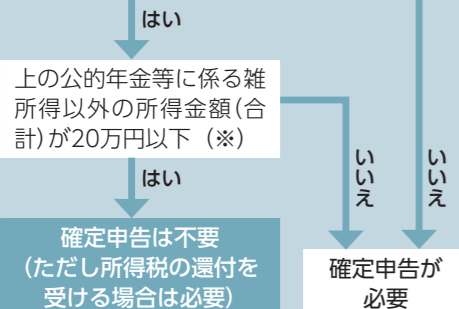 はい
上の公的年金等に係る雑
所得以外の所得金額(合
計)が20万円以下（※）
はい
いいえ
いいえ
確定申告は不要
（ただし所得税の還付を
受ける場合は必要）
確定申告が
必要